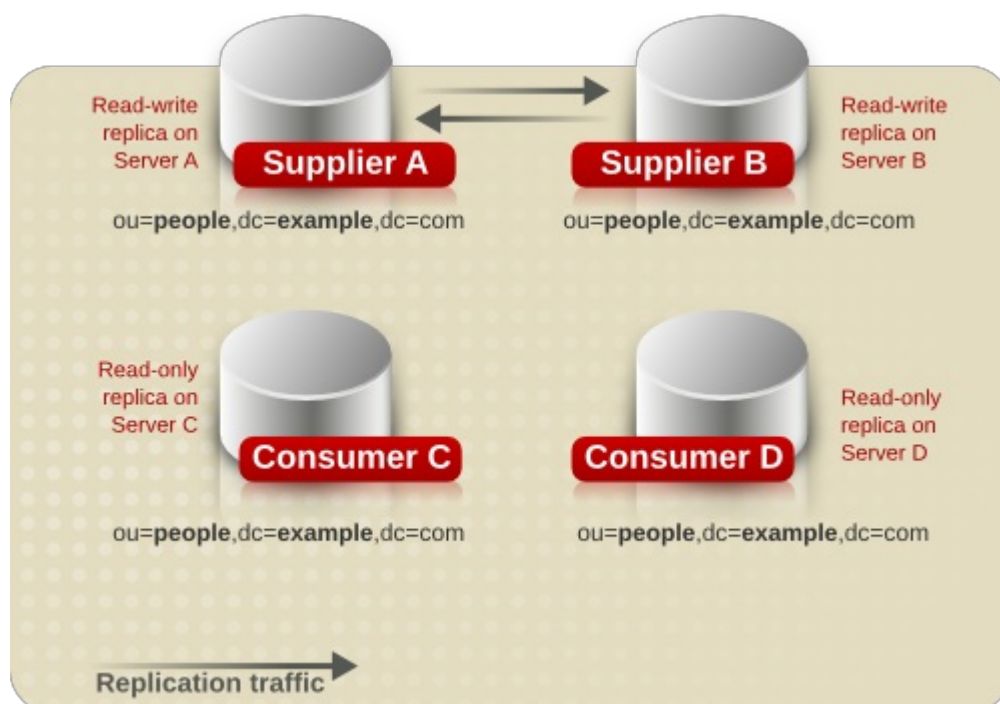 Read-write
replica on
Server A
Supplier A
ou=people,dc=example,dc=com
Supplier B
Read-write
replica on
Server B
ou=people,dc=example,dc=com
Read-only
replica on
Server C
Consumer C
ou=people,dc=example,dc=com
Consumer D
Read-only
replica on
Server D
ou=people,dc=example,dc=com
Replication traffic